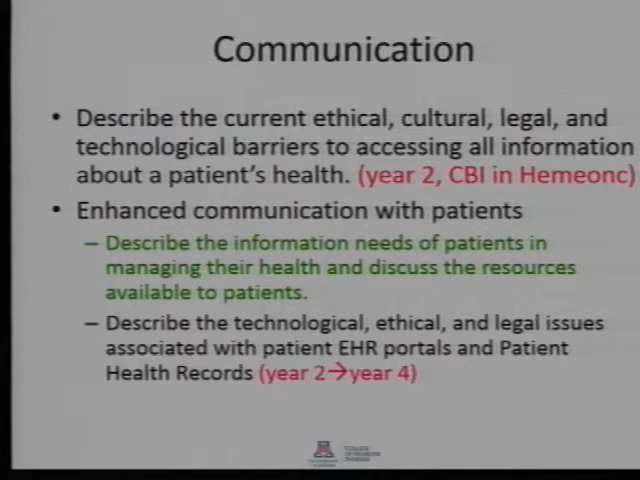 Communication
• Describe the current ethical, cultural, legal, and
technological barriers to accessing all information
about a patient's health. (year 2, CBI in Hemeonc)
• Enhanced communication with patients
– Describe the information needs of patients in
managing their health and discuss the resources
available to patients.
– Describe the technological, ethical, and legal issues
associated with patient EHR portals and Patient
Health Records (year 2→year 4)